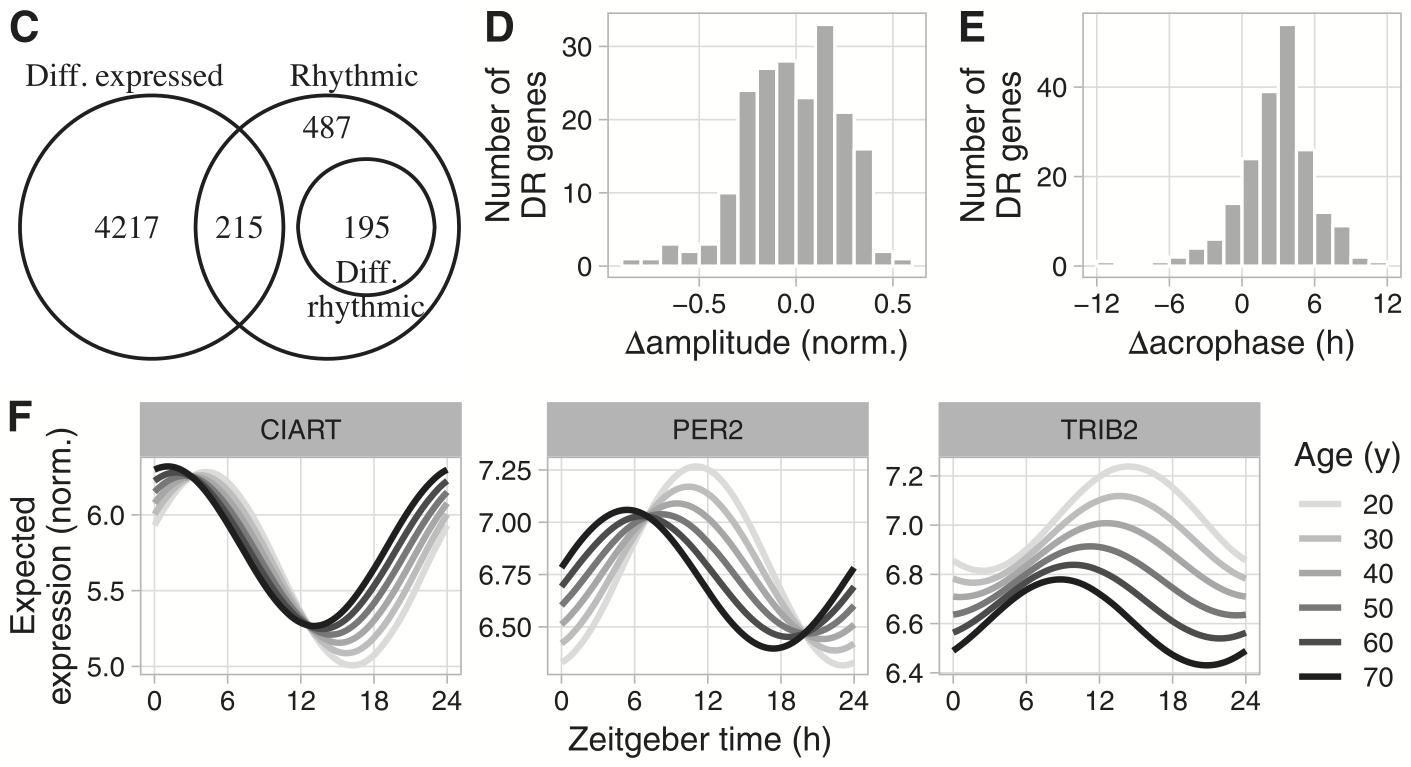 C
Diff. expressed
Rhythmic
487
4217
215
195
Diff.
rhythmic
D
Number of
DR genes
30
20
10
0
−0.5 0.0 0.5
Δamplitude (norm.)
E
Number of
DR genes
40
20
0
−12 −6 0 6 12
Δacrophase (h)
F
Expected
expression (norm.)
CIART
6.0
5.5
5.0
0 6 12 18 24
PER2
7.25
7.00
6.75
6.50
0 6 12 18 24
TRIB2
7.2
7.0
6.8
6.6
6.4
0 6 12 18 24
Zeitgeber time (h)
Age (y)
20
30
40
50
60
70